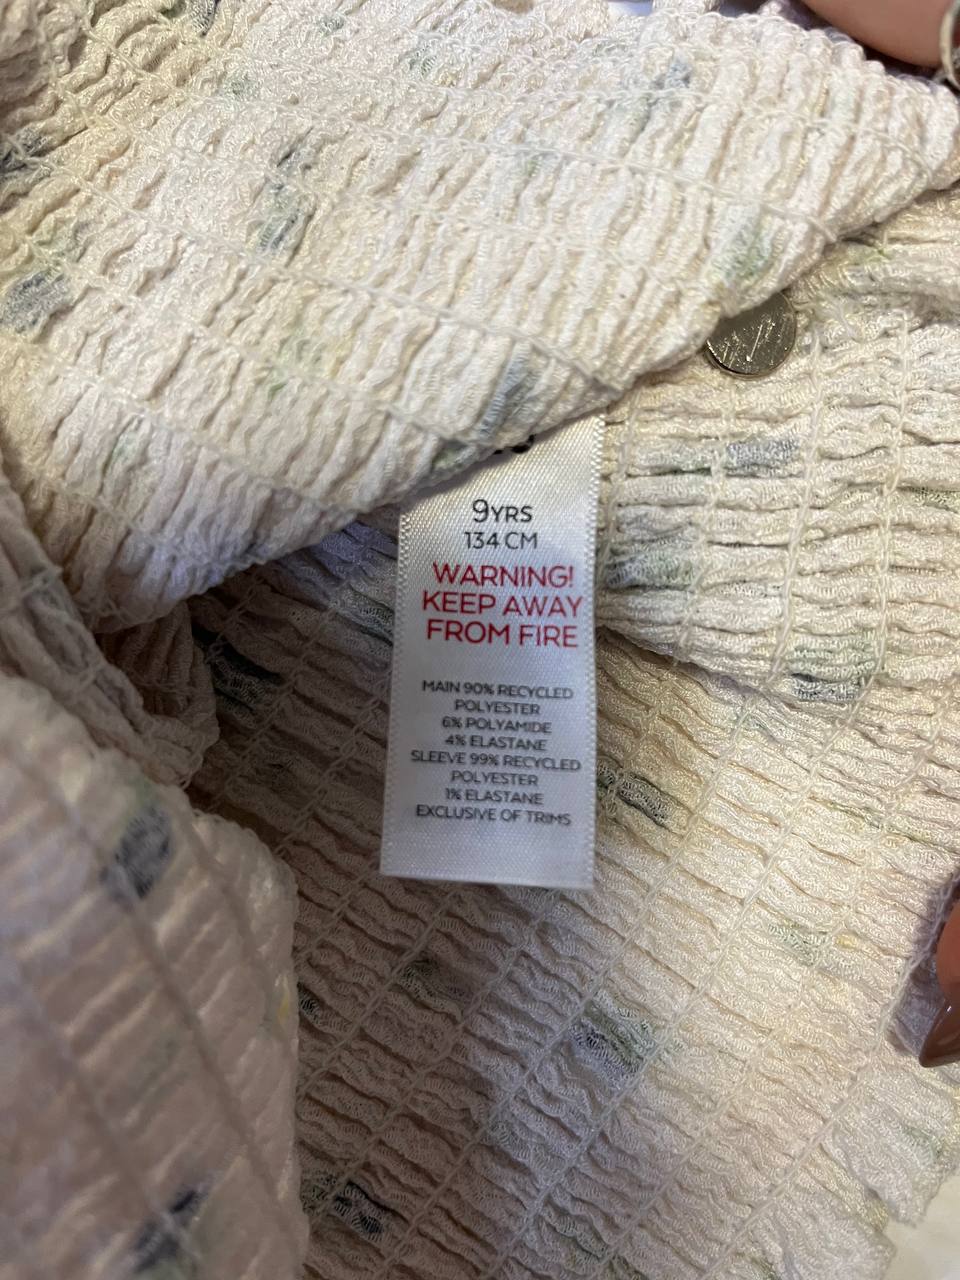 9YRS
134 CM
WARNING!
KEEP AWAY
FROM FIRE
MAIN 90% RECYCLED
POLYESTER
6% POLYAMIDE
4% ELASTANE
SLEEVE 99% RECYCLED
POLYESTER
1% ELASTANE
EXCLUSIVE OF TRIMS